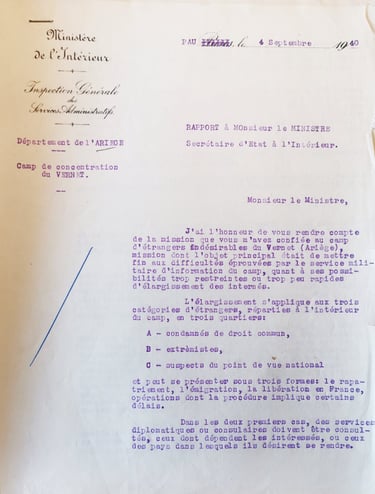 Ministère
de l'Intérieur
Inspection Générale
des
Services Administratifs
Département de l'ARIEGE
Camp de concentration
du VERNET.
PAU le, 4 Septembre 1940
RAPPORT à Monsieur le MINISTRE
Secrétaire d'Etat à l'Intérieur.
Monsieur le Ministre,
J'ai l'honneur de vous rendre compte
de la mission que vous m'avez confiée au camp
d'étrangers indésirables du Vernet (Ariège),
mission dont l'objet principal était de mettre
fin aux difficultés éprouvées par le service mili-
taire d'information du camp, quant à ses possi-
bilités trop restreintes ou trop peu rapides
d'élargissement des internés.
L'élargissement s'applique aux trois
catégories d'étrangers, réparties à l'intérieur
du camp, en trois quartiers:
A - condamnés de droit commun,
B - extrêmistes,
C - suspects du point de vue national
et peut se présenter sous trois formes: le rapa-
triement, l'émigration, la libération en France,
opérations dont la procédure implique certains
délais.
Dans les deux premiers cas, des services
diplomatiques ou consulaires doivent être consul-
tés, ceux dont dépendent les intéressés, ou ceux
des pays dans lesquels ils désirent se rendre.